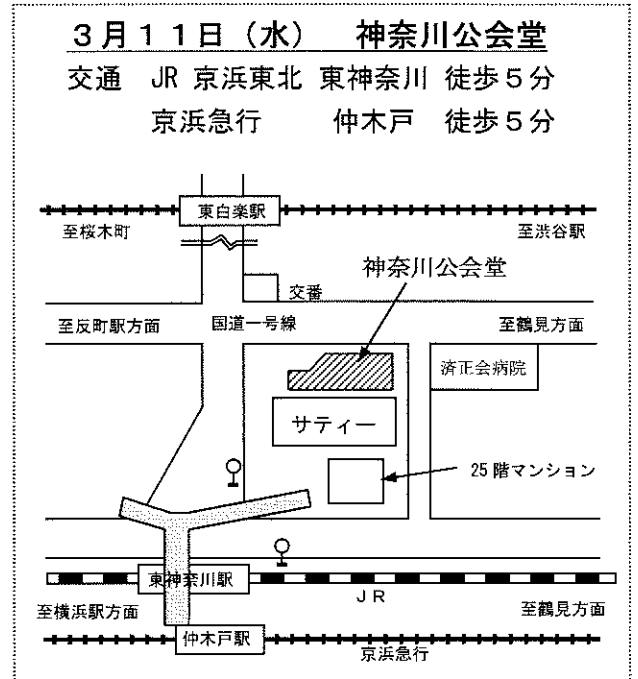 3月11日（水）　神奈川公会堂
交通　JR 京浜東北　東神奈川　徒歩５分
京浜急行　仲木戸　徒歩５分
東白楽駅
至桜木町
至渋谷駅
神奈川公会堂
交番
至反町駅方面
国道一号線
至鶴見方面
済正会病院
サティー
25階マンション
東神奈川駅
JR
至横浜駅方面
至鶴見方面
仲木戸駅
京浜急行